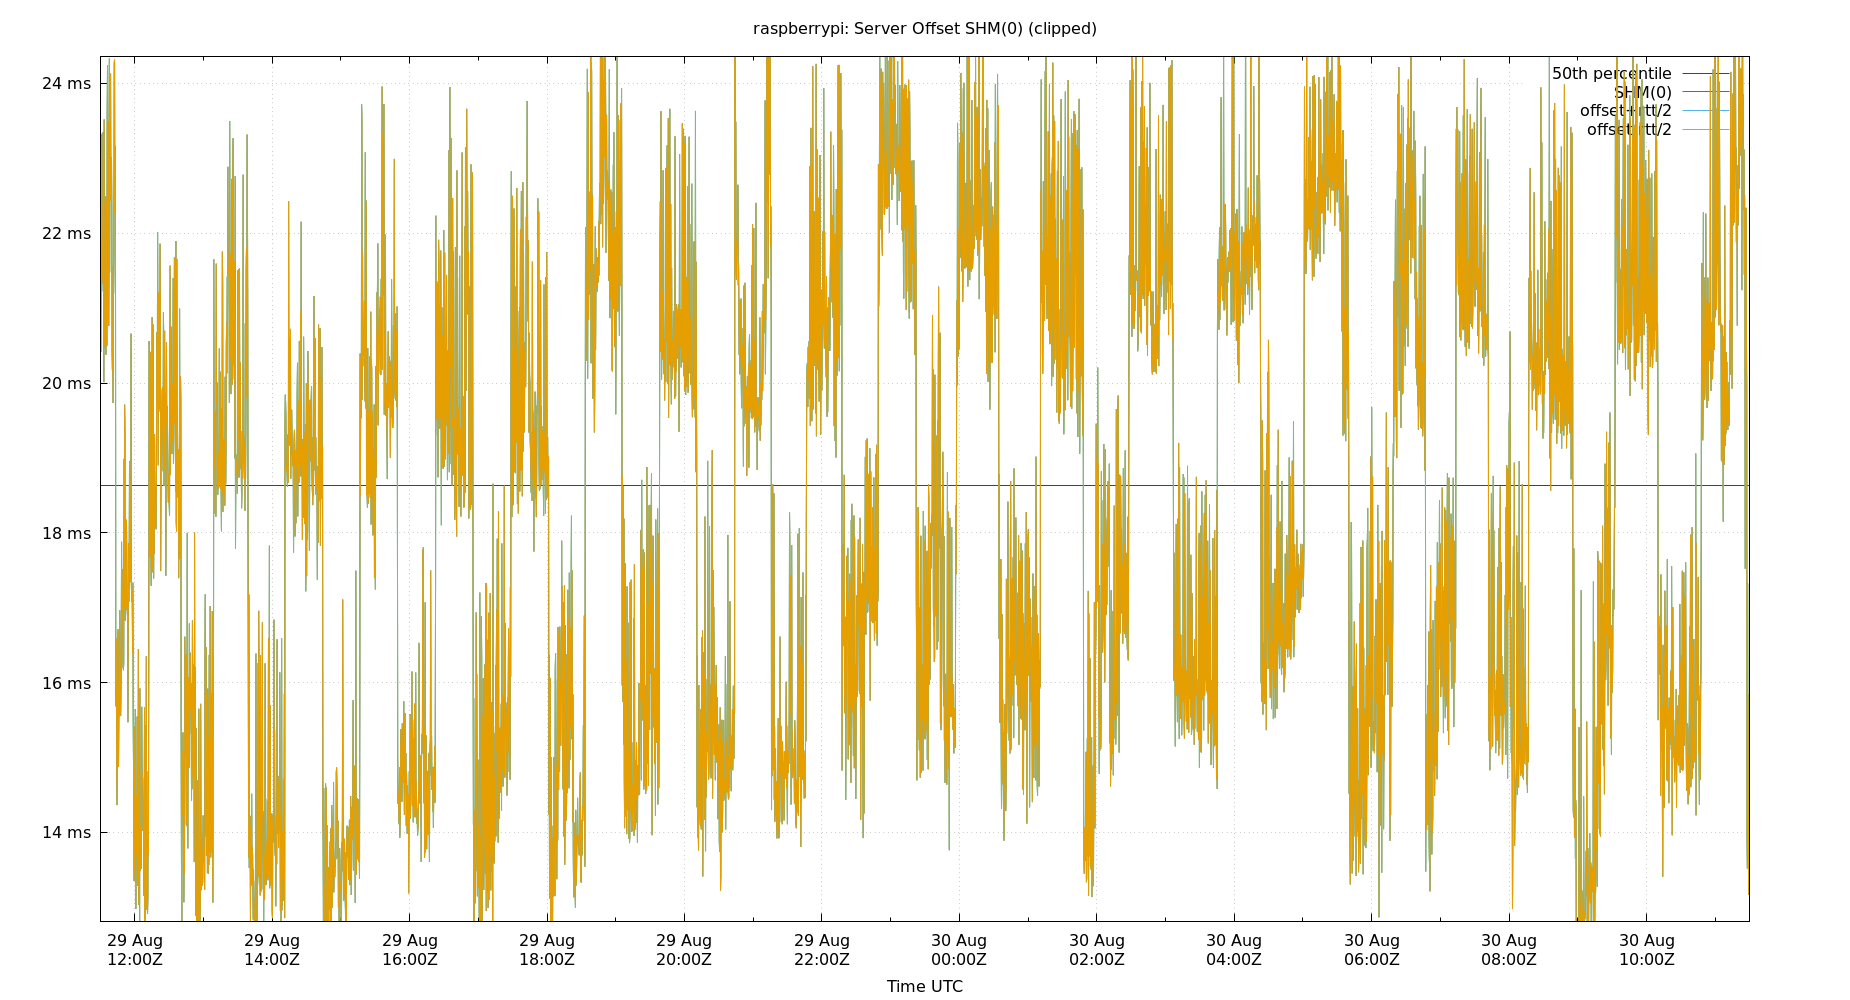 raspberrypi: Server Offset SHM(0) (clipped)
24 ms
22 ms
20 ms
18 ms
16 ms
14 ms
50th percentile
SHM(0)
offset+rtt/2
offset-rtt/2
29 Aug
12:00Z
29 Aug
14:00Z
29 Aug
16:00Z
29 Aug
18:00Z
29 Aug
20:00Z
29 Aug
22:00Z
30 Aug
00:00Z
30 Aug
02:00Z
30 Aug
04:00Z
30 Aug
06:00Z
30 Aug
08:00Z
30 Aug
10:00Z
Time UTC